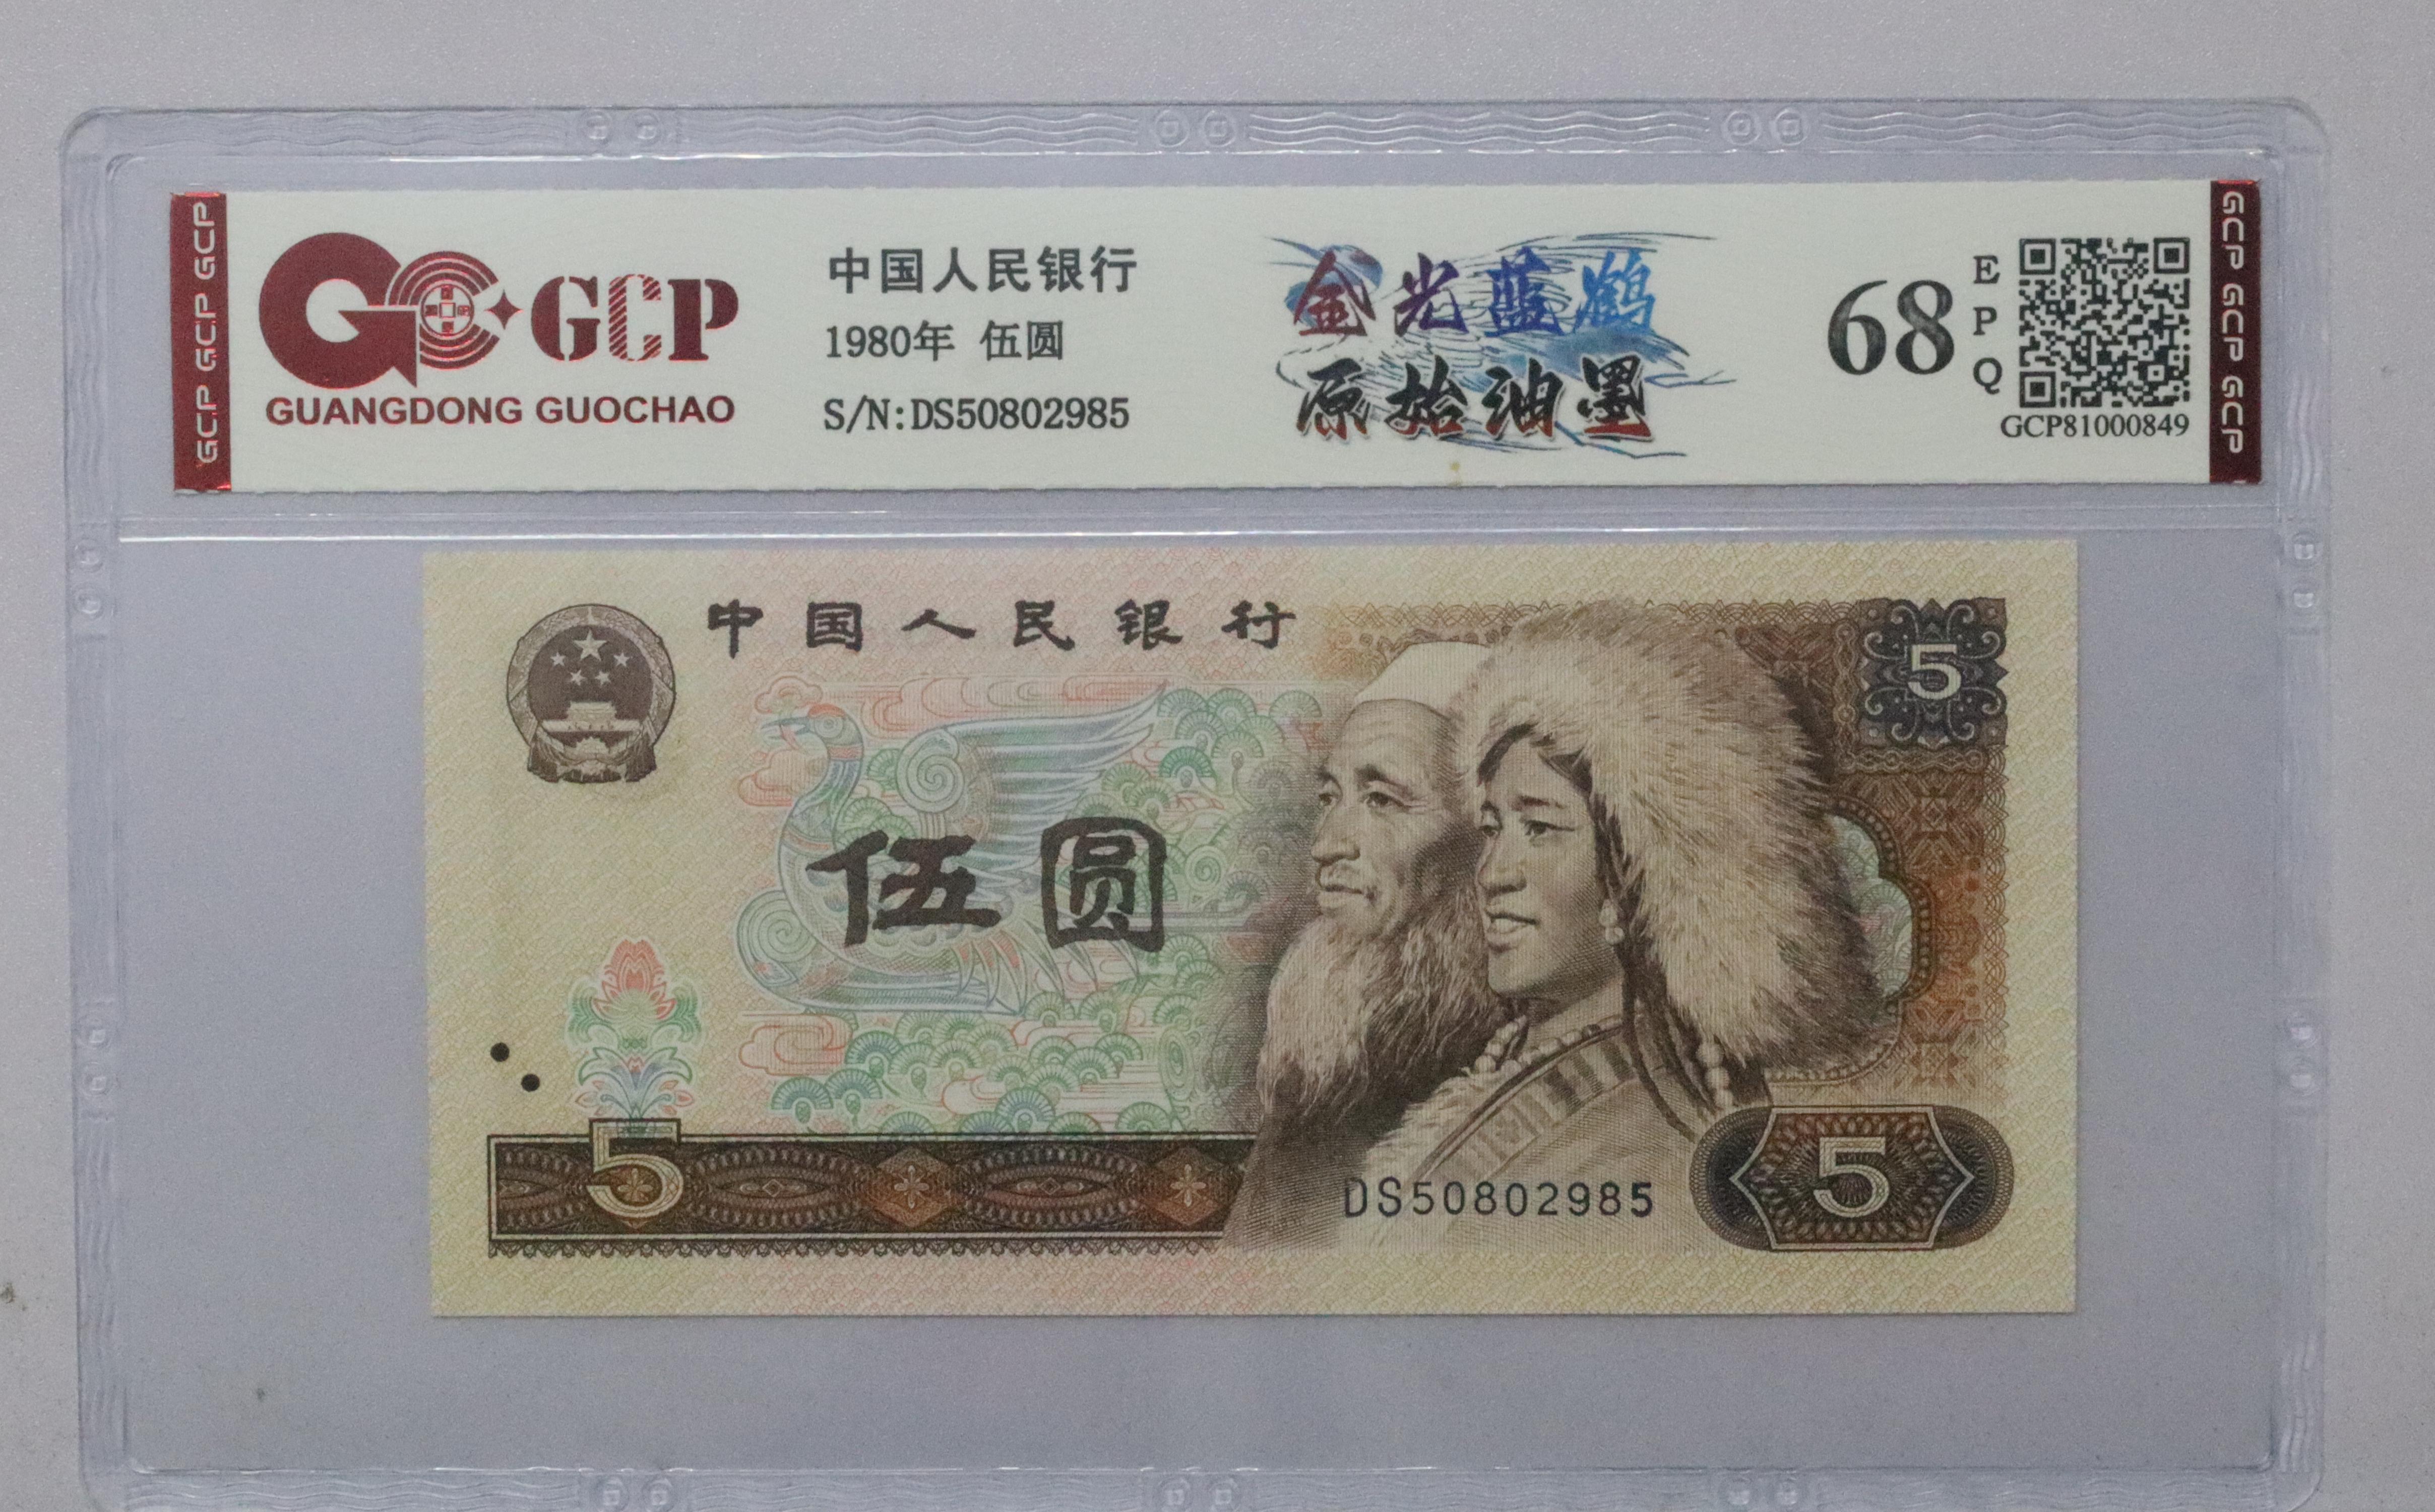 GCP GCP GCP
GCP
GUANGDONG GUOCHAO
中国人民银行
1980年 伍圆
S/N:DS50802985
金光蓝鹤
原始油墨
68
EPQ
GCP81000849
GCP GCP GCP
中国人民银行
5
伍圆
5
DS50802985
5